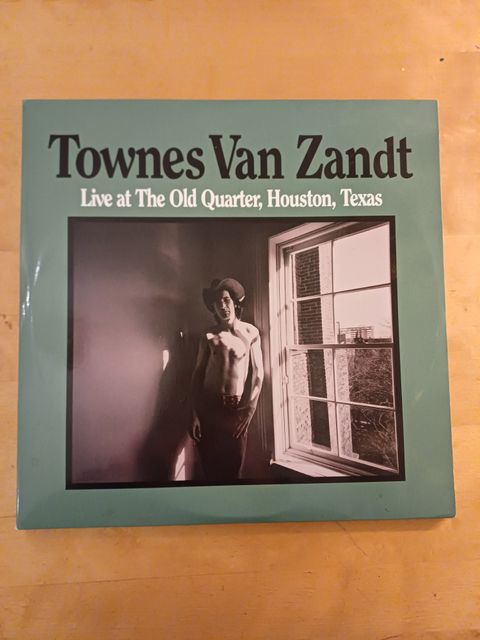 Townes Van Zandt
Live at The Old Quarter, Houston, Texas